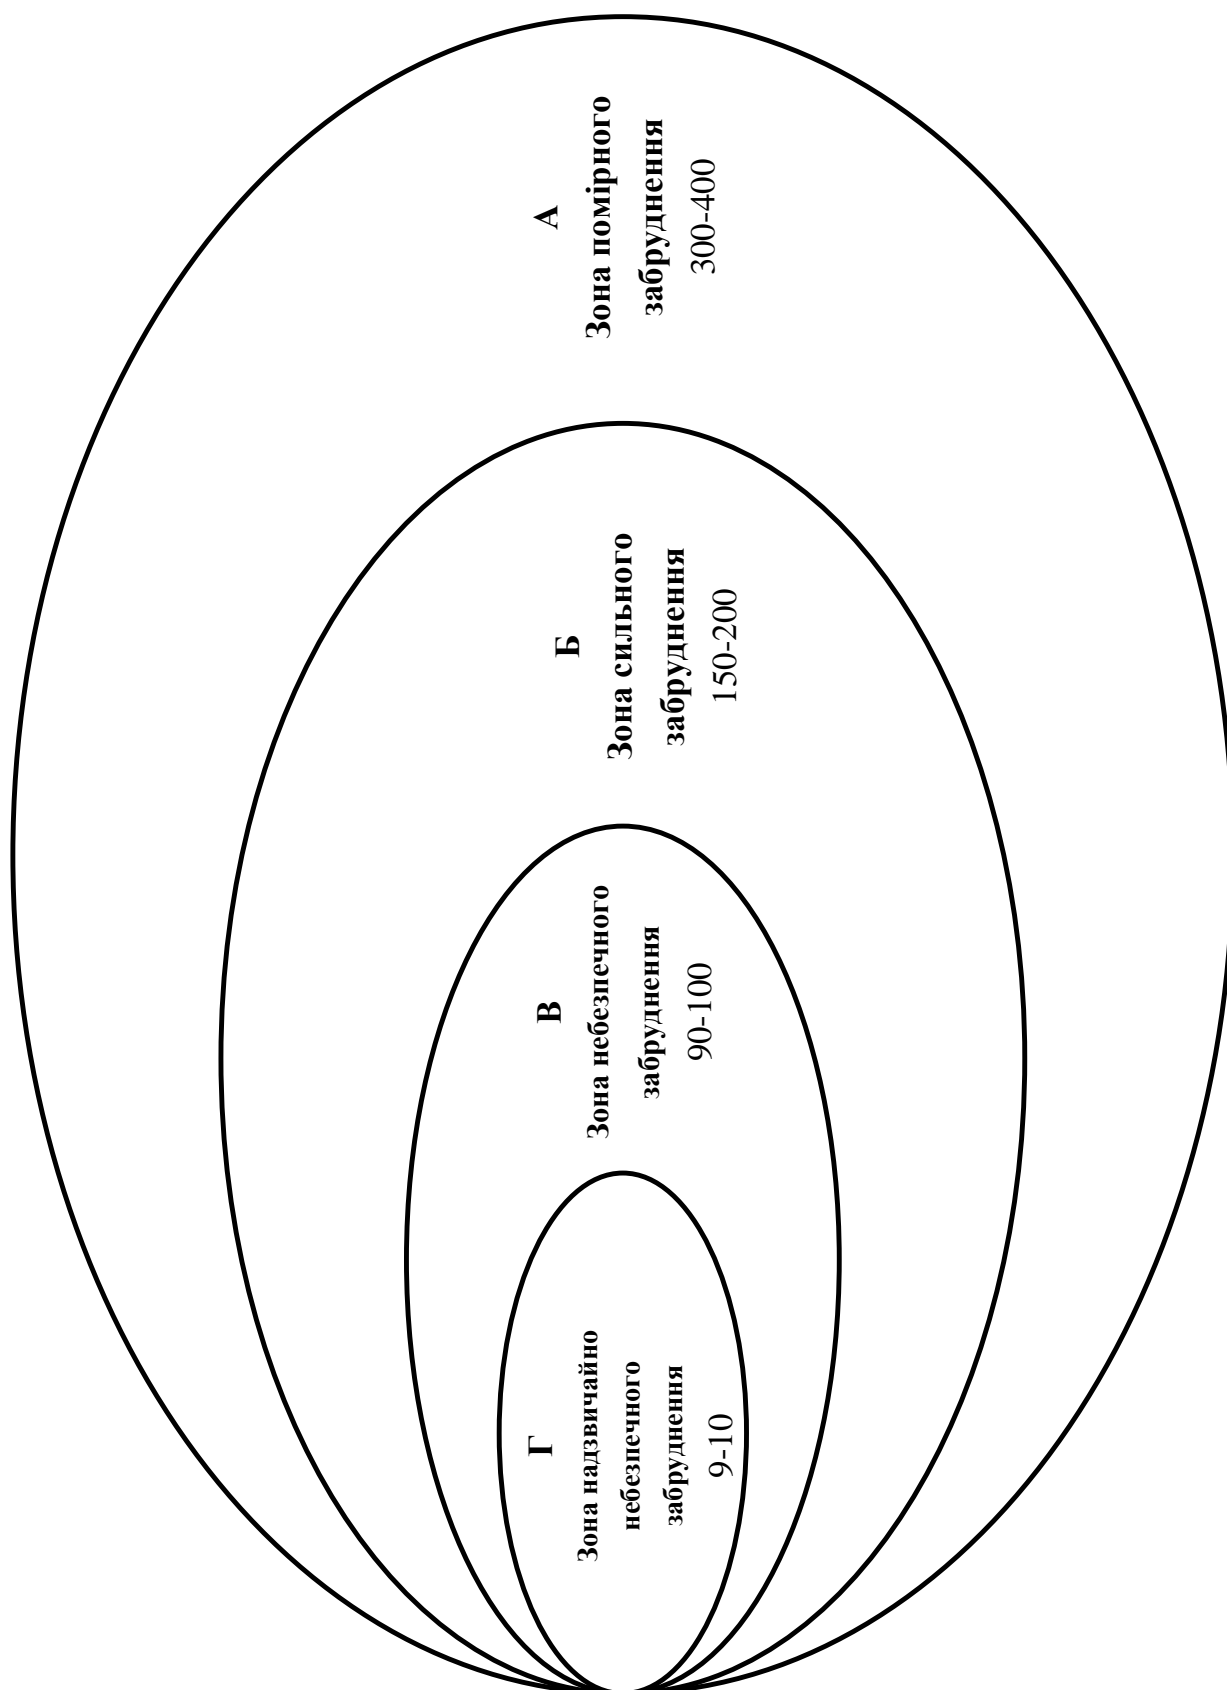 Г
Зона надзвичайно
небезпечного
забруднення
9-10
В
Зона небезпечного
забруднення
90-100
Б
Зона сильного
забруднення
150-200
А
Зона помірного
забруднення
300-400